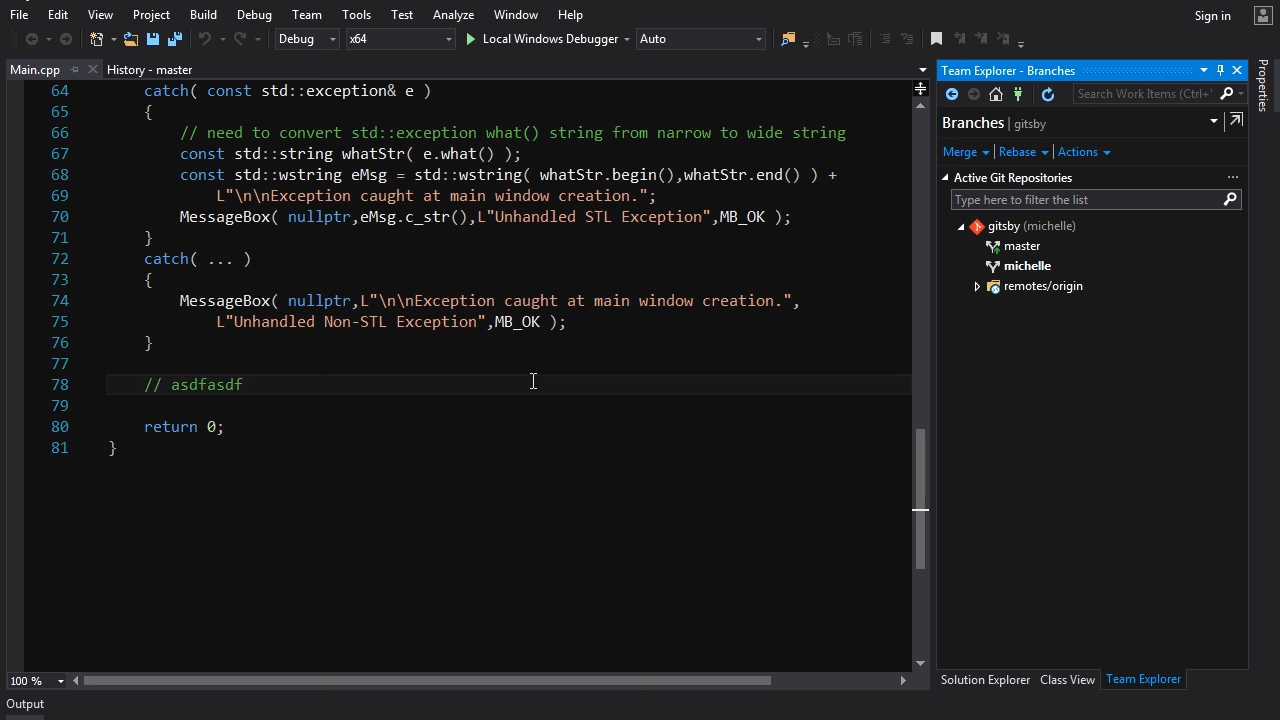 File Edit View Project Build Debug Team Tools Test Analyze Window Help Sign in
Debug x64 Local Windows Debugger Auto
Main.cpp History - master
64 catch( const std::exception& e )
65 {
66 // need to convert std::exception what() string from narrow to wide string
67 const std::string whatStr( e.what() );
68 const std::wstring eMsg = std::wstring( whatStr.begin(),whatStr.end() ) +
69 L"\n\nException caught at main window creation.";
70 MessageBox( nullptr,eMsg.c_str(),L"Unhandled STL Exception",MB_OK );
71 }
72 catch( ... )
73 {
74 MessageBox( nullptr,L"\n\nException caught at main window creation.",
75 L"Unhandled Non-STL Exception",MB_OK );
76 }
77
78 // asdfasdf
79
80 return 0;
81 }
100 %
Output
Team Explorer - Branches
Search Work Items (Ctrl+'
Branches | gitsby
Merge Rebase Actions
Active Git Repositories ...
Type here to filter the list
gitsby (michelle)
master
michelle
remotes/origin
Solution Explorer Class View Team Explorer
Properties